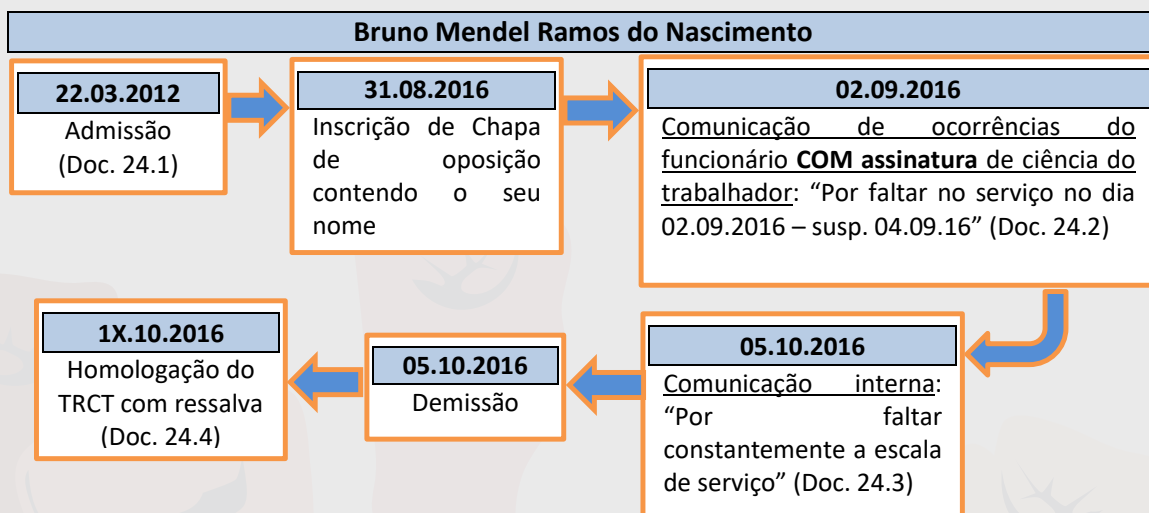 Bruno Mendel Ramos do Nascimento
22.03.2012
Admissão
(Doc. 24.1)
31.08.2016
Inscrição de Chapa
de oposição
contendo o seu
nome
02.09.2016
Comunicação de ocorrências do
funcionário COM assinatura de ciência do
trabalhador: “Por faltar no serviço no dia
02.09.2016 – susp. 04.09.16” (Doc. 24.2)
05.10.2016
Comunicação interna:
“Por faltar
constantemente a escala
de serviço” (Doc. 24.3)
05.10.2016
Demissão
1X.10.2016
Homologação do
TRCT com ressalva
(Doc. 24.4)